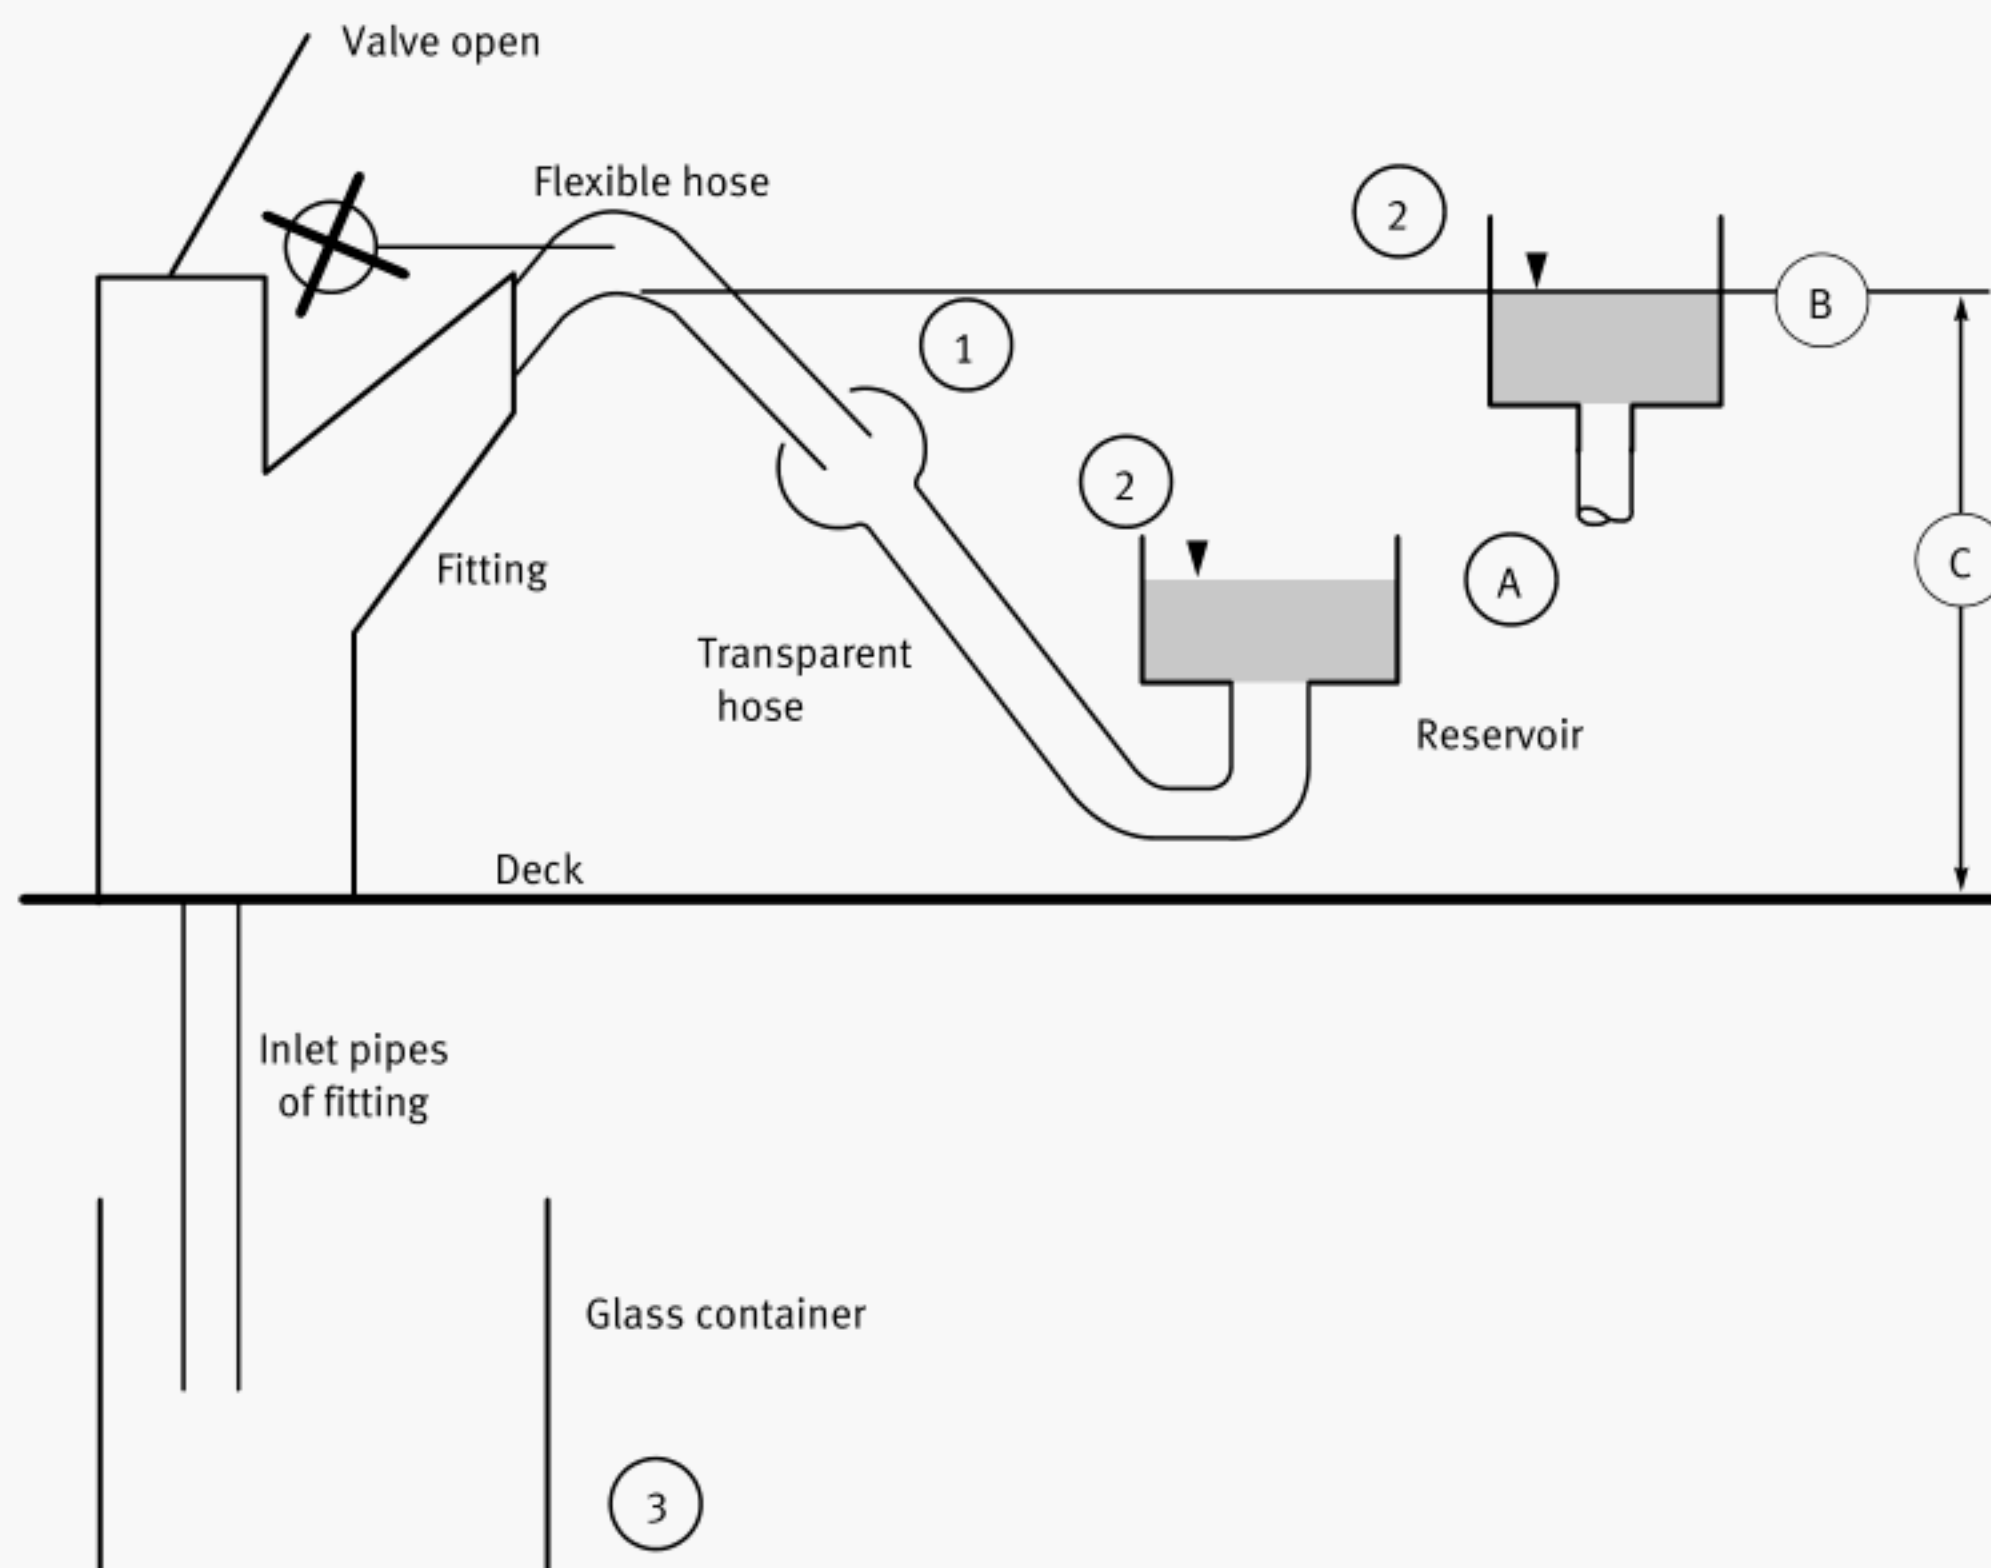 Valve open
Flexible hose
2
B
1
2
C
Fitting
A
Transparent
hose
Reservoir
Deck
Inlet pipes
of fitting
Glass container
3